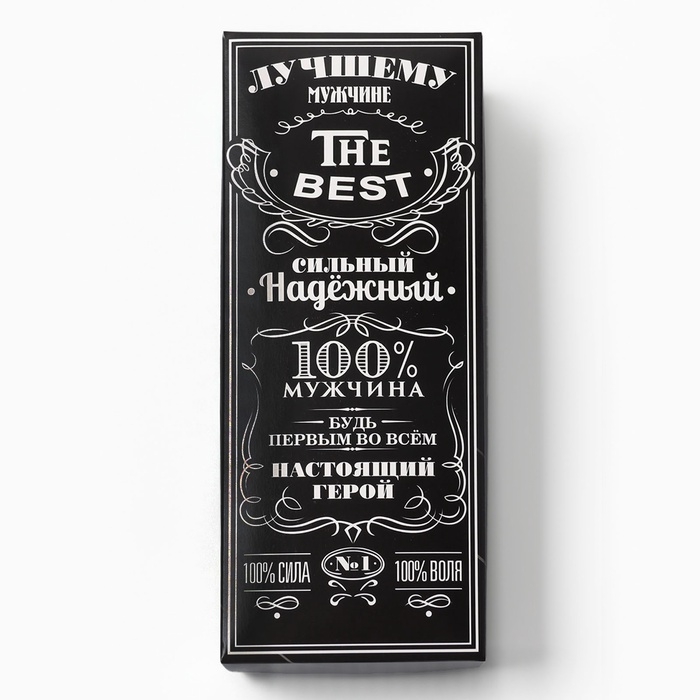 ЛУЧШЕМУ
МУЖЧИНЕ
THE
BEST
СИЛЬНЫЙ
Надёжный
100%
МУЖЧИНА
БУДЬ
ПЕРВЫМ ВО ВСЁМ
НАСТОЯЩИЙ
ГЕРОЙ
100% СИЛА №1 100% ВОЛЯ